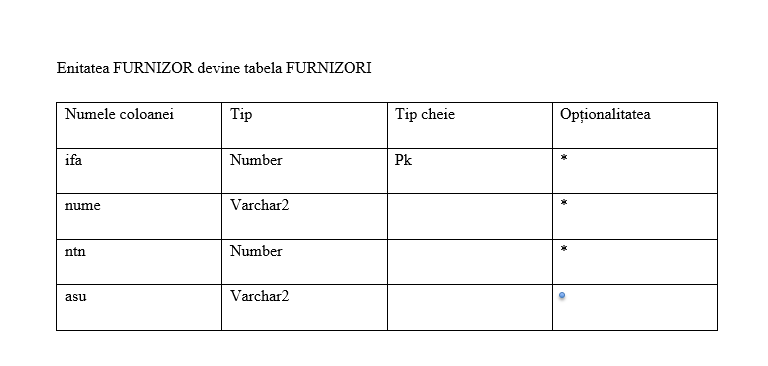 Enitatea FURNIZOR devine tabela FURNIZORI
Numele coloanei Tip Tip cheie Opționalitatea
ifa Number Pk *
nume Varchar2 *
ntn Number *
asu Varchar2